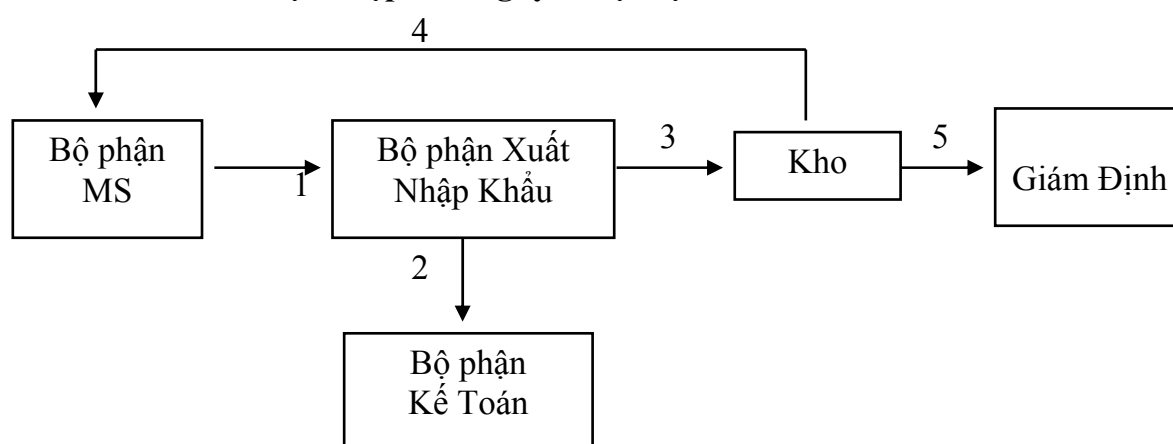 4
Bộ phận
MS
1
Bộ phận Xuất
Nhập Khẩu
3
Kho
5
Giám Định
2
Bộ phận
Kế Toán